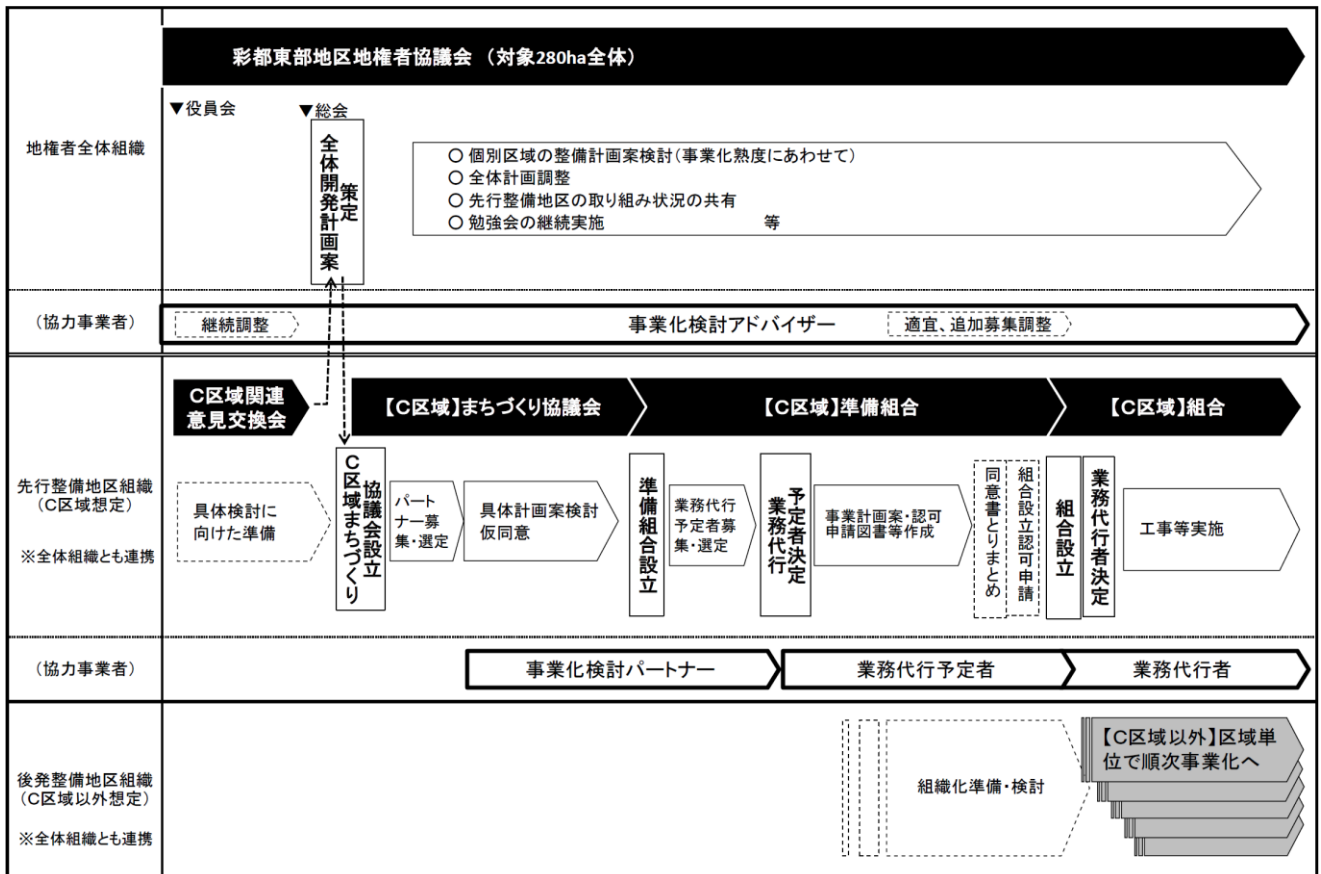 彩都東部地区地権者協議会 （対象280ha全体）
地権者全体組織
▼役員会
▼総会
全体開発計画案
策定
○ 個別区域の整備計画案検討（事業化熟度にあわせて）
○ 全体計画調整
○ 先行整備地区の取り組み状況の共有
○ 勉強会の継続実施 等
（協力事業者）
継続調整
事業化検討アドバイザー
適宜、追加募集調整
Ｃ区域関連
意見交換会
【Ｃ区域】まちづくり協議会
【Ｃ区域】準備組合
【Ｃ区域】組合
先行整備地区組織
（Ｃ区域想定）
※全体組織とも連携
具体検討に
向けた準備
Ｃ区域まちづくり
協議会設立
パート
ナー募
集・選定
具体計画案検討
仮同意
準備組合設立
業務代行
予定者募
集・選定
業務代行
予定者決定
事業計画案・認可
申請図書等作成
同意書とりまとめ
組合設立認可申請
組合設立
業務代行者決定
工事等実施
（協力事業者）
事業化検討パートナー
業務代行予定者
業務代行者
後発整備地区組織
（Ｃ区域以外想定）
※全体組織とも連携
組織化準備・検討
【Ｃ区域以外】区域単
位で順次事業化へ